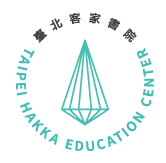 臺北客家書院
TAIPEI HAKKA EDUCATION CENTER